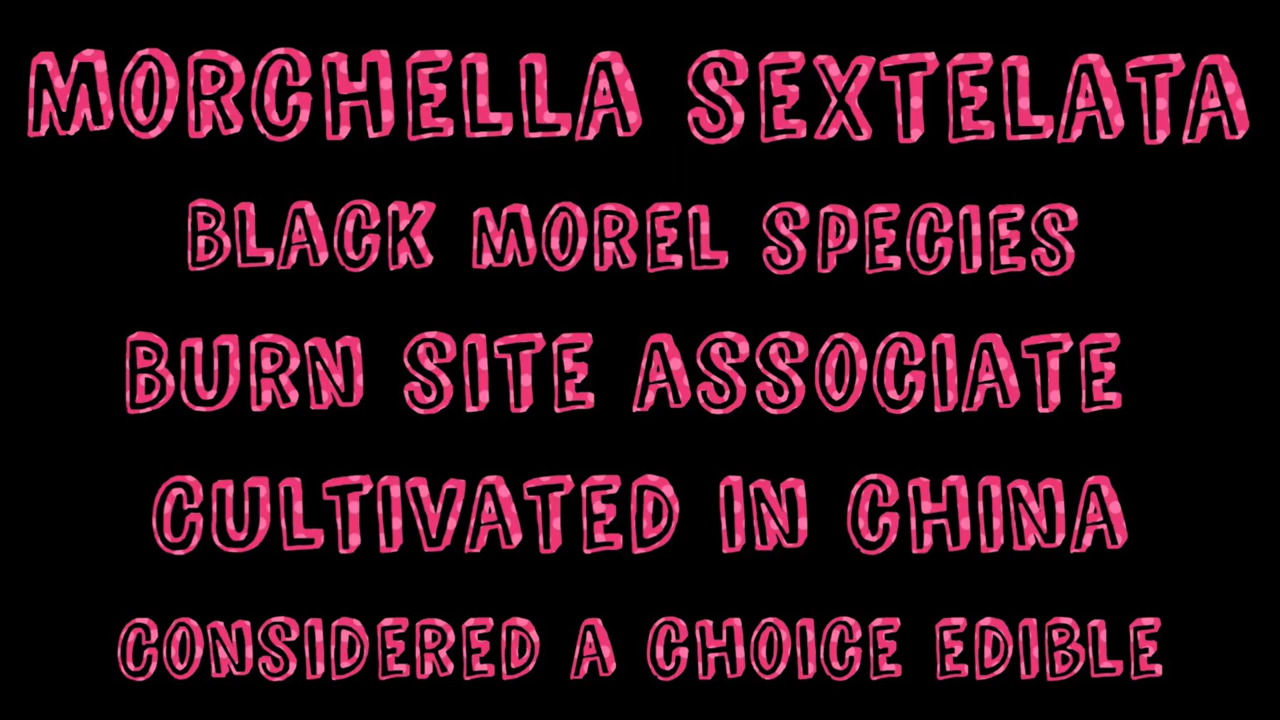 MORCHELLA SEXTELATA
BLACK MOREL SPECIES
BURN SITE ASSOCIATE
CULTIVATED IN CHINA
CONSIDERED A CHOICE EDIBLE